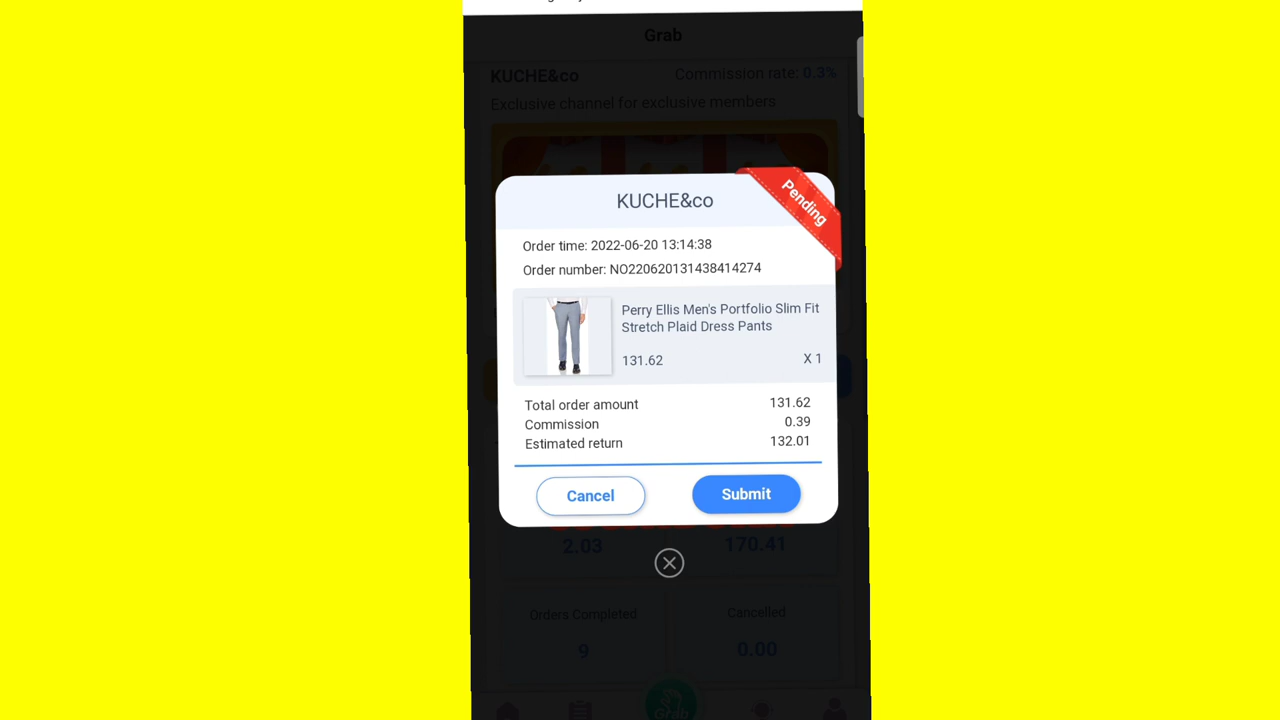 Grab
KUCHE&co
Commission rate: 0.3%
Exclusive channel for exclusive members
Pending
KUCHE&co
Order time: 2022-06-20 13:14:38
Order number: NO220620131438414274
Perry Ellis Men's Portfolio Slim Fit
Stretch Plaid Dress Pants
131.62 X 1
Total order amount 131.62
Commission 0.39
Estimated return 132.01
Cancel Submit
2.03 170.41
Orders Completed Cancelled
9 0.00
Grab